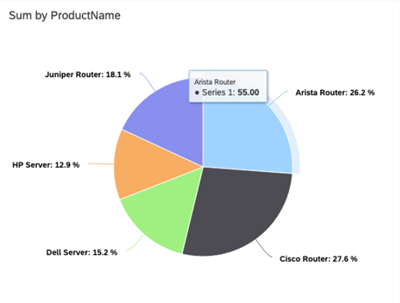 Sum by ProductName
Juniper Router: 18.1 %
Arista Router
● Series 1: 55.00
Arista Router: 26.2 %
HP Server: 12.9 %
Dell Server: 15.2 %
Cisco Router: 27.6 %